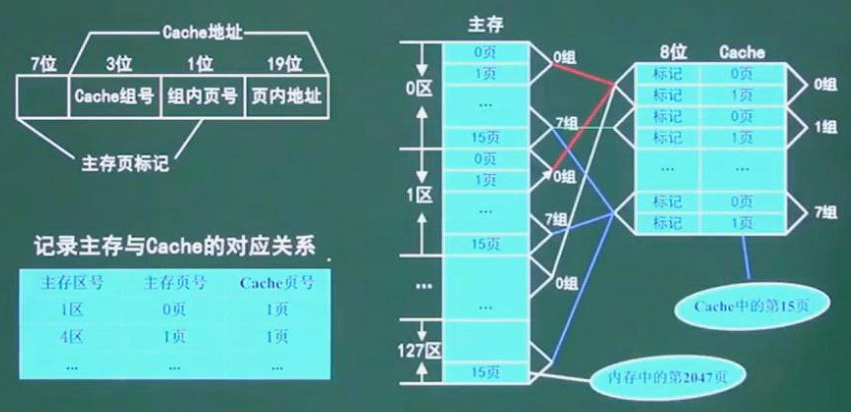 Cache地址
7位 3位 1位 19位
Cache组号 组内页号 页内地址
主存页标记
记录主存与Cache的对应关系
主存区号 主存页号 Cache页号
1区 0页 1页
4区 1页 1页
... ... ...
主存
0页
1页
...
15页
0页
1页
...
15页
...
15页
0区
1区
...
127区
0组
7组
0组
7组
0组
8位 Cache
标记 0页
标记 1页
标记 0页
标记 1页
... ...
标记 0页
标记 1页
0组
1组
7组
Cache中的第15页
内存中的第2047页